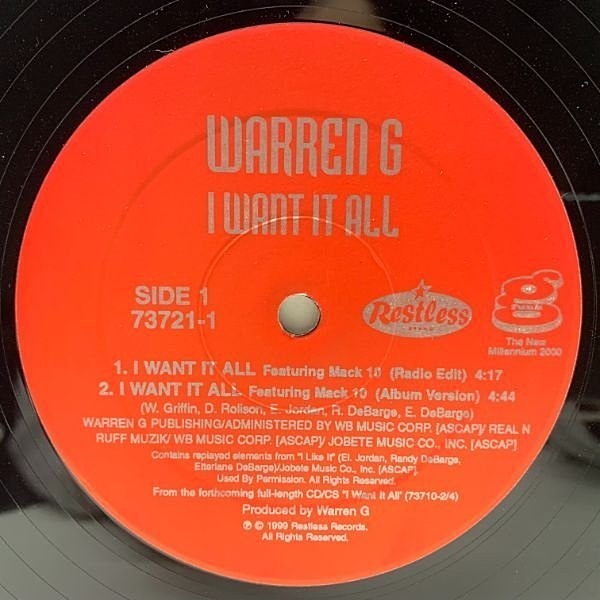 WARREN G
I WANT IT ALL
SIDE 1
73721-1
Restless
The New
Millennium 2000
1. I WANT IT ALL Featuring Mack 10 (Radio Edit) 4:17
2. I WANT IT ALL Featuring Mack 10 (Album Version) 4:44
(W. Griffin, D. Rolison, E. Jordan, R. DeBarge, E. DeBarge)
WARREN G PUBLISHING/ADMINISTERED BY WB MUSIC CORP. [ASCAP]/ REAL N
RUFF MUZIK/ WB MUSIC CORP. [ASCAP]/ JOBETE MUSIC CO., INC. [ASCAP]
Contains replayed elements from "I Like It" (El. Jordan, Randy DeBarge,
Etterlane DeBarge)/Jobete Music Co., Inc. [ASCAP].
Used By Permission. All Rights Reserved.
From the forthcoming full-length CD/CS "I Want It All" (73710-2/4)
Produced by Warren G
℗ © 1999 Restless Records.
All Rights Reserved.